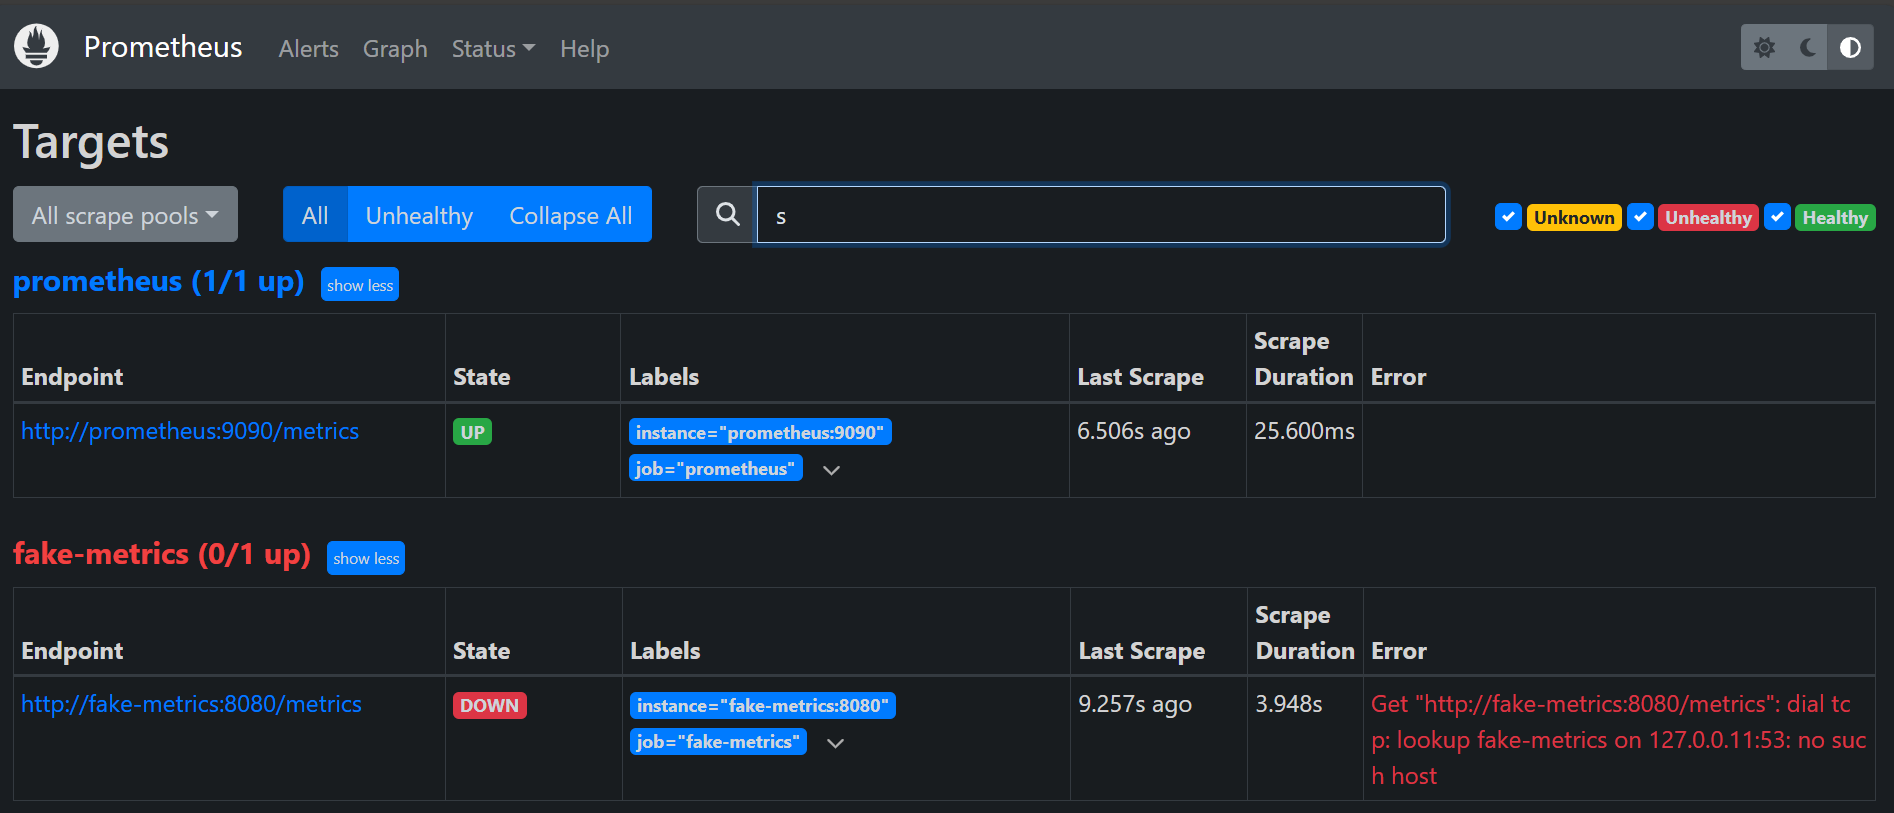 Prometheus Alerts Graph Status Help
Targets
All scrape pools All Unhealthy Collapse All s Unknown Unhealthy Healthy
prometheus (1/1 up) show less
Scrape
Endpoint State Labels Last Scrape Duration Error
http://prometheus:9090/metrics UP instance="prometheus:9090" 6.506s ago 25.600ms
job="prometheus"
fake-metrics (0/1 up) show less
Scrape
Endpoint State Labels Last Scrape Duration Error
http://fake-metrics:8080/metrics DOWN instance="fake-metrics:8080" 9.257s ago 3.948s Get "http://fake-metrics:8080/metrics": dial tc
job="fake-metrics" p: lookup fake-metrics on 127.0.0.11:53: no suc
h host